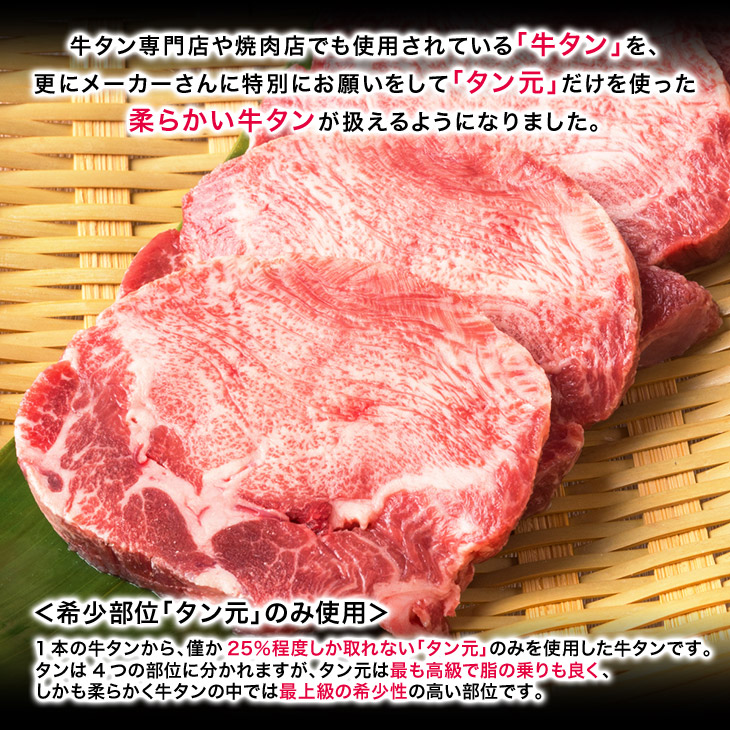 牛タン専門店や焼肉店でも使用されている「牛タン」を、
更にメーカーさんに特別にお願いをして「タン元」だけを使った
柔らかい牛タンが扱えるようになりました。
＜希少部位「タン元」のみ使用＞
1本の牛タンから、僅か25%程度しか取れない「タン元」のみを使用した牛タンです。
タンは4つの部位に分かれますが、タン元は最も高級で脂の乗りも良く、
しかも柔らかく牛タンの中では最上級の希少性の高い部位です。